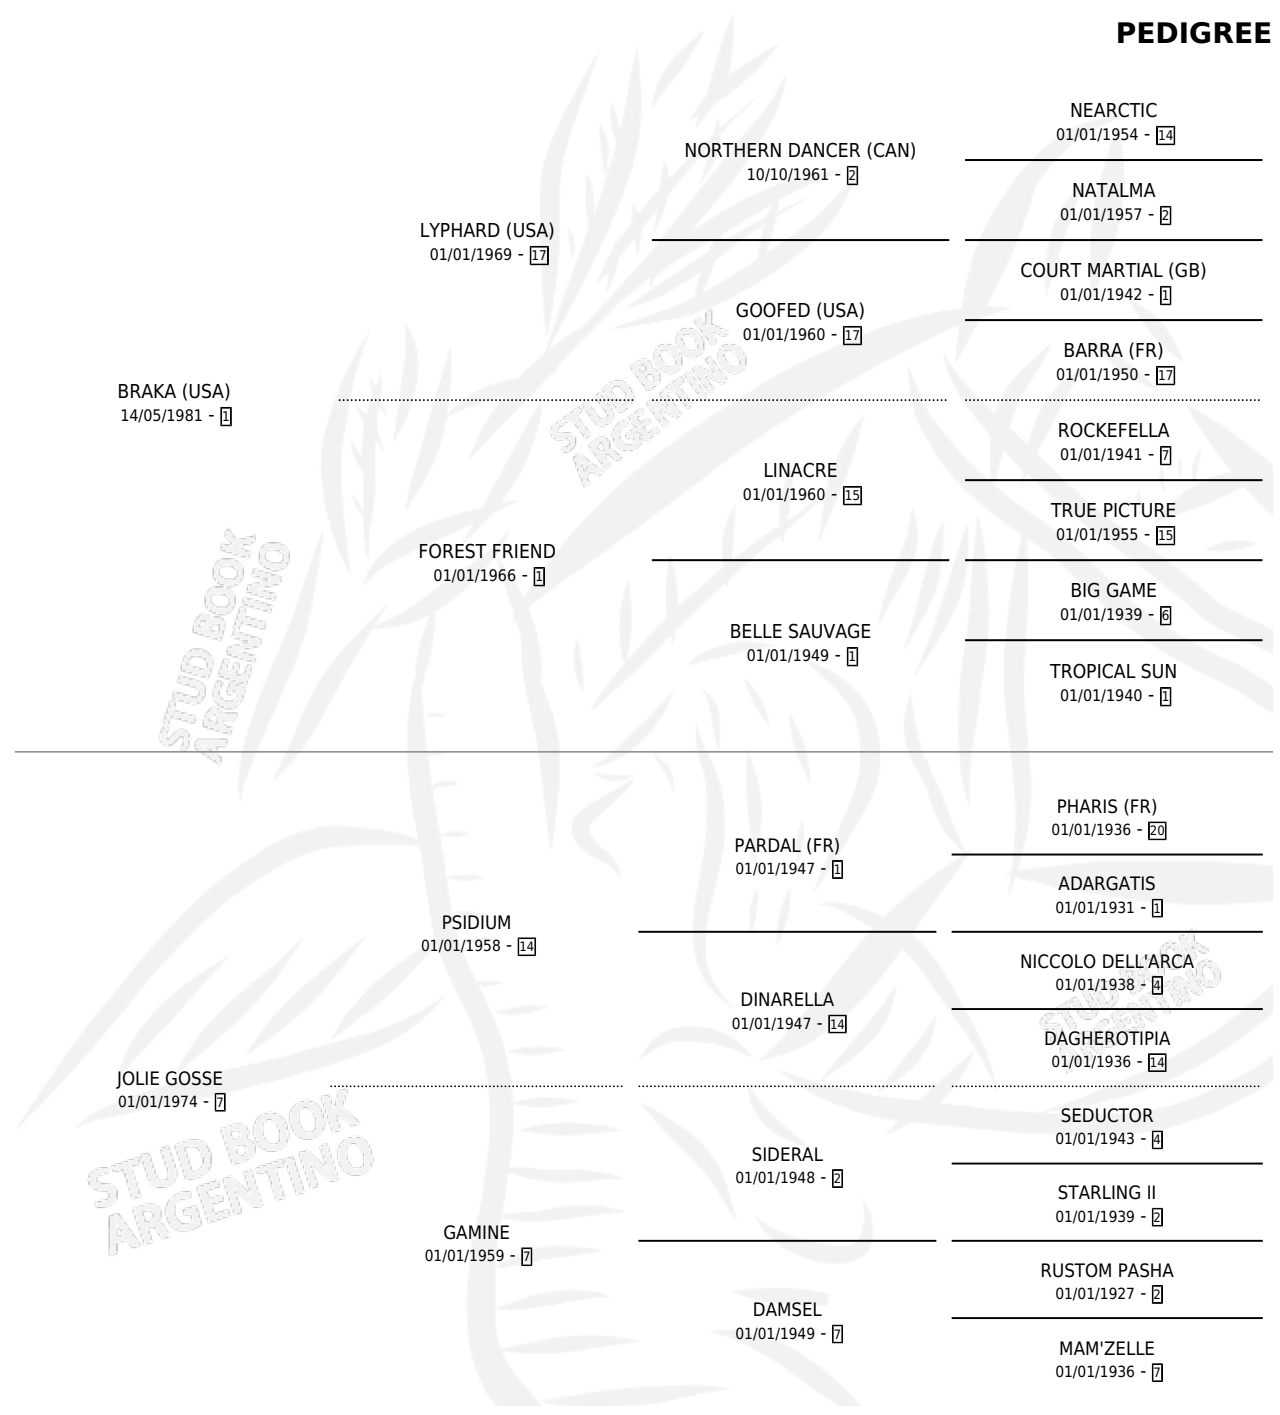 PEDIGREE
NEARCTIC
01/01/1954 - 14
NORTHERN DANCER (CAN)
10/10/1961 - 2
NATALMA
01/01/1957 - 2
LYPHARD (USA)
01/01/1969 - 17
COURT MARTIAL (GB)
01/01/1942 - 1
GOOFED (USA)
01/01/1960 - 17
BARRA (FR)
01/01/1950 - 17
BRAKA (USA)
14/05/1981 - 1
ROCKEFELLA
01/01/1941 - 7
LINACRE
01/01/1960 - 15
TRUE PICTURE
01/01/1955 - 15
FOREST FRIEND
01/01/1966 - 1
BIG GAME
01/01/1939 - 6
BELLE SAUVAGE
01/01/1949 - 1
TROPICAL SUN
01/01/1940 - 1
PHARIS (FR)
01/01/1936 - 20
PARDAL (FR)
01/01/1947 - 1
ADARGATIS
01/01/1931 - 1
PSIDIUM
01/01/1958 - 14
NICCOLO DELL'ARCA
01/01/1938 - 4
DINARELLA
01/01/1947 - 14
DAGHEROTIPIA
01/01/1936 - 14
JOLIE GOSSE
01/01/1974 - 7
SEDUCTOR
01/01/1943 - 4
SIDERAL
01/01/1948 - 2
STARLING II
01/01/1939 - 2
GAMINE
01/01/1959 - 7
RUSTOM PASHA
01/01/1927 - 2
DAMSEL
01/01/1949 - 7
MAM'ZELLE
01/01/1936 - 7
STUD BOOK
ARGENTINO
STUD BOOK
ARGENTINO
STUD BOOK
ARGENTINO
STUD BOOK
ARGENTINO